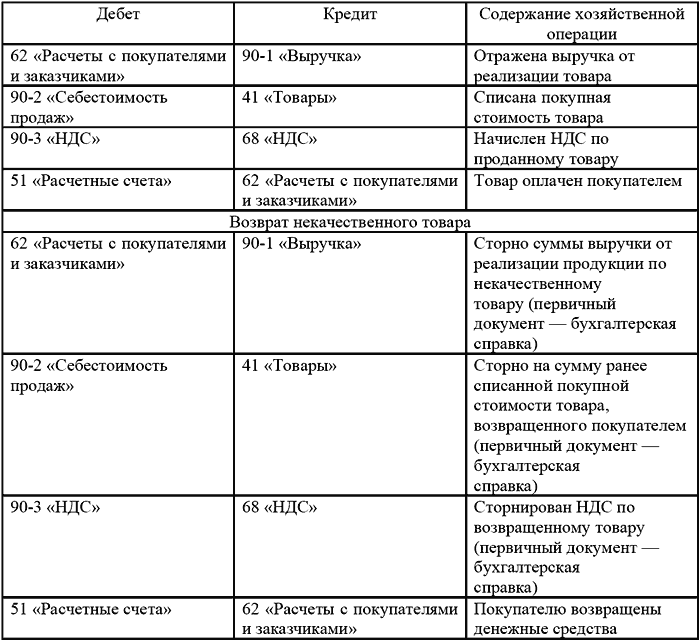 Дебет
Кредит
Содержание хозяйственной
операции
62 «Расчеты с покупателями
и заказчиками»
90-1 «Выручка»
Отражена выручка от
реализации товара
90-2 «Себестоимость
продаж»
41 «Товары»
Списана покупная
стоимость товара
90-3 «НДС»
68 «НДС»
Начислен НДС по
проданному товару
51 «Расчетные счета»
62 «Расчеты с покупателями
и заказчиками»
Товар оплачен покупателем
Возврат некачественного товара
62 «Расчеты с покупателями
и заказчиками»
90-1 «Выручка»
Сторно суммы выручки от
реализации продукции по
некачественному
товару (первичный
документ — бухгалтерская
справка)
90-2 «Себестоимость
продаж»
41 «Товары»
Сторно на сумму ранее
списанной покупной
стоимости товара,
возвращенного покупателем
(первичный документ —
бухгалтерская
справка)
90-3 «НДС»
68 «НДС»
Сторнирован НДС по
возвращенному товару
(первичный документ —
бухгалтерская
справка)
51 «Расчетные счета»
62 «Расчеты с покупателями
и заказчиками»
Покупателю возвращены
денежные средства